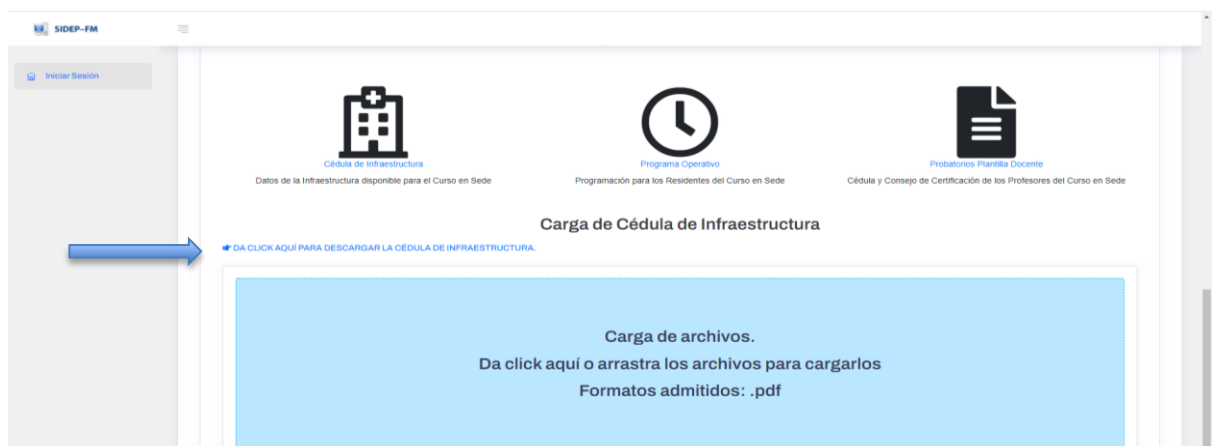 SIDEP-FM
Iniciar Sesión
Cédula de Infraestructura
Datos de la Infraestructura disponible para el Curso en Sede
Programa Operativo
Programación para los Residentes del Curso en Sede
Probatorios Plantilla Docente
Cédula y Consejo de Certificación de los Profesores del Curso en Sede
Carga de Cédula de Infraestructura
DA CLICK AQUÍ PARA DESCARGAR LA CÉDULA DE INFRAESTRUCTURA.
Carga de archivos.
Da click aquí o arrastra los archivos para cargarlos
Formatos admitidos: .pdf